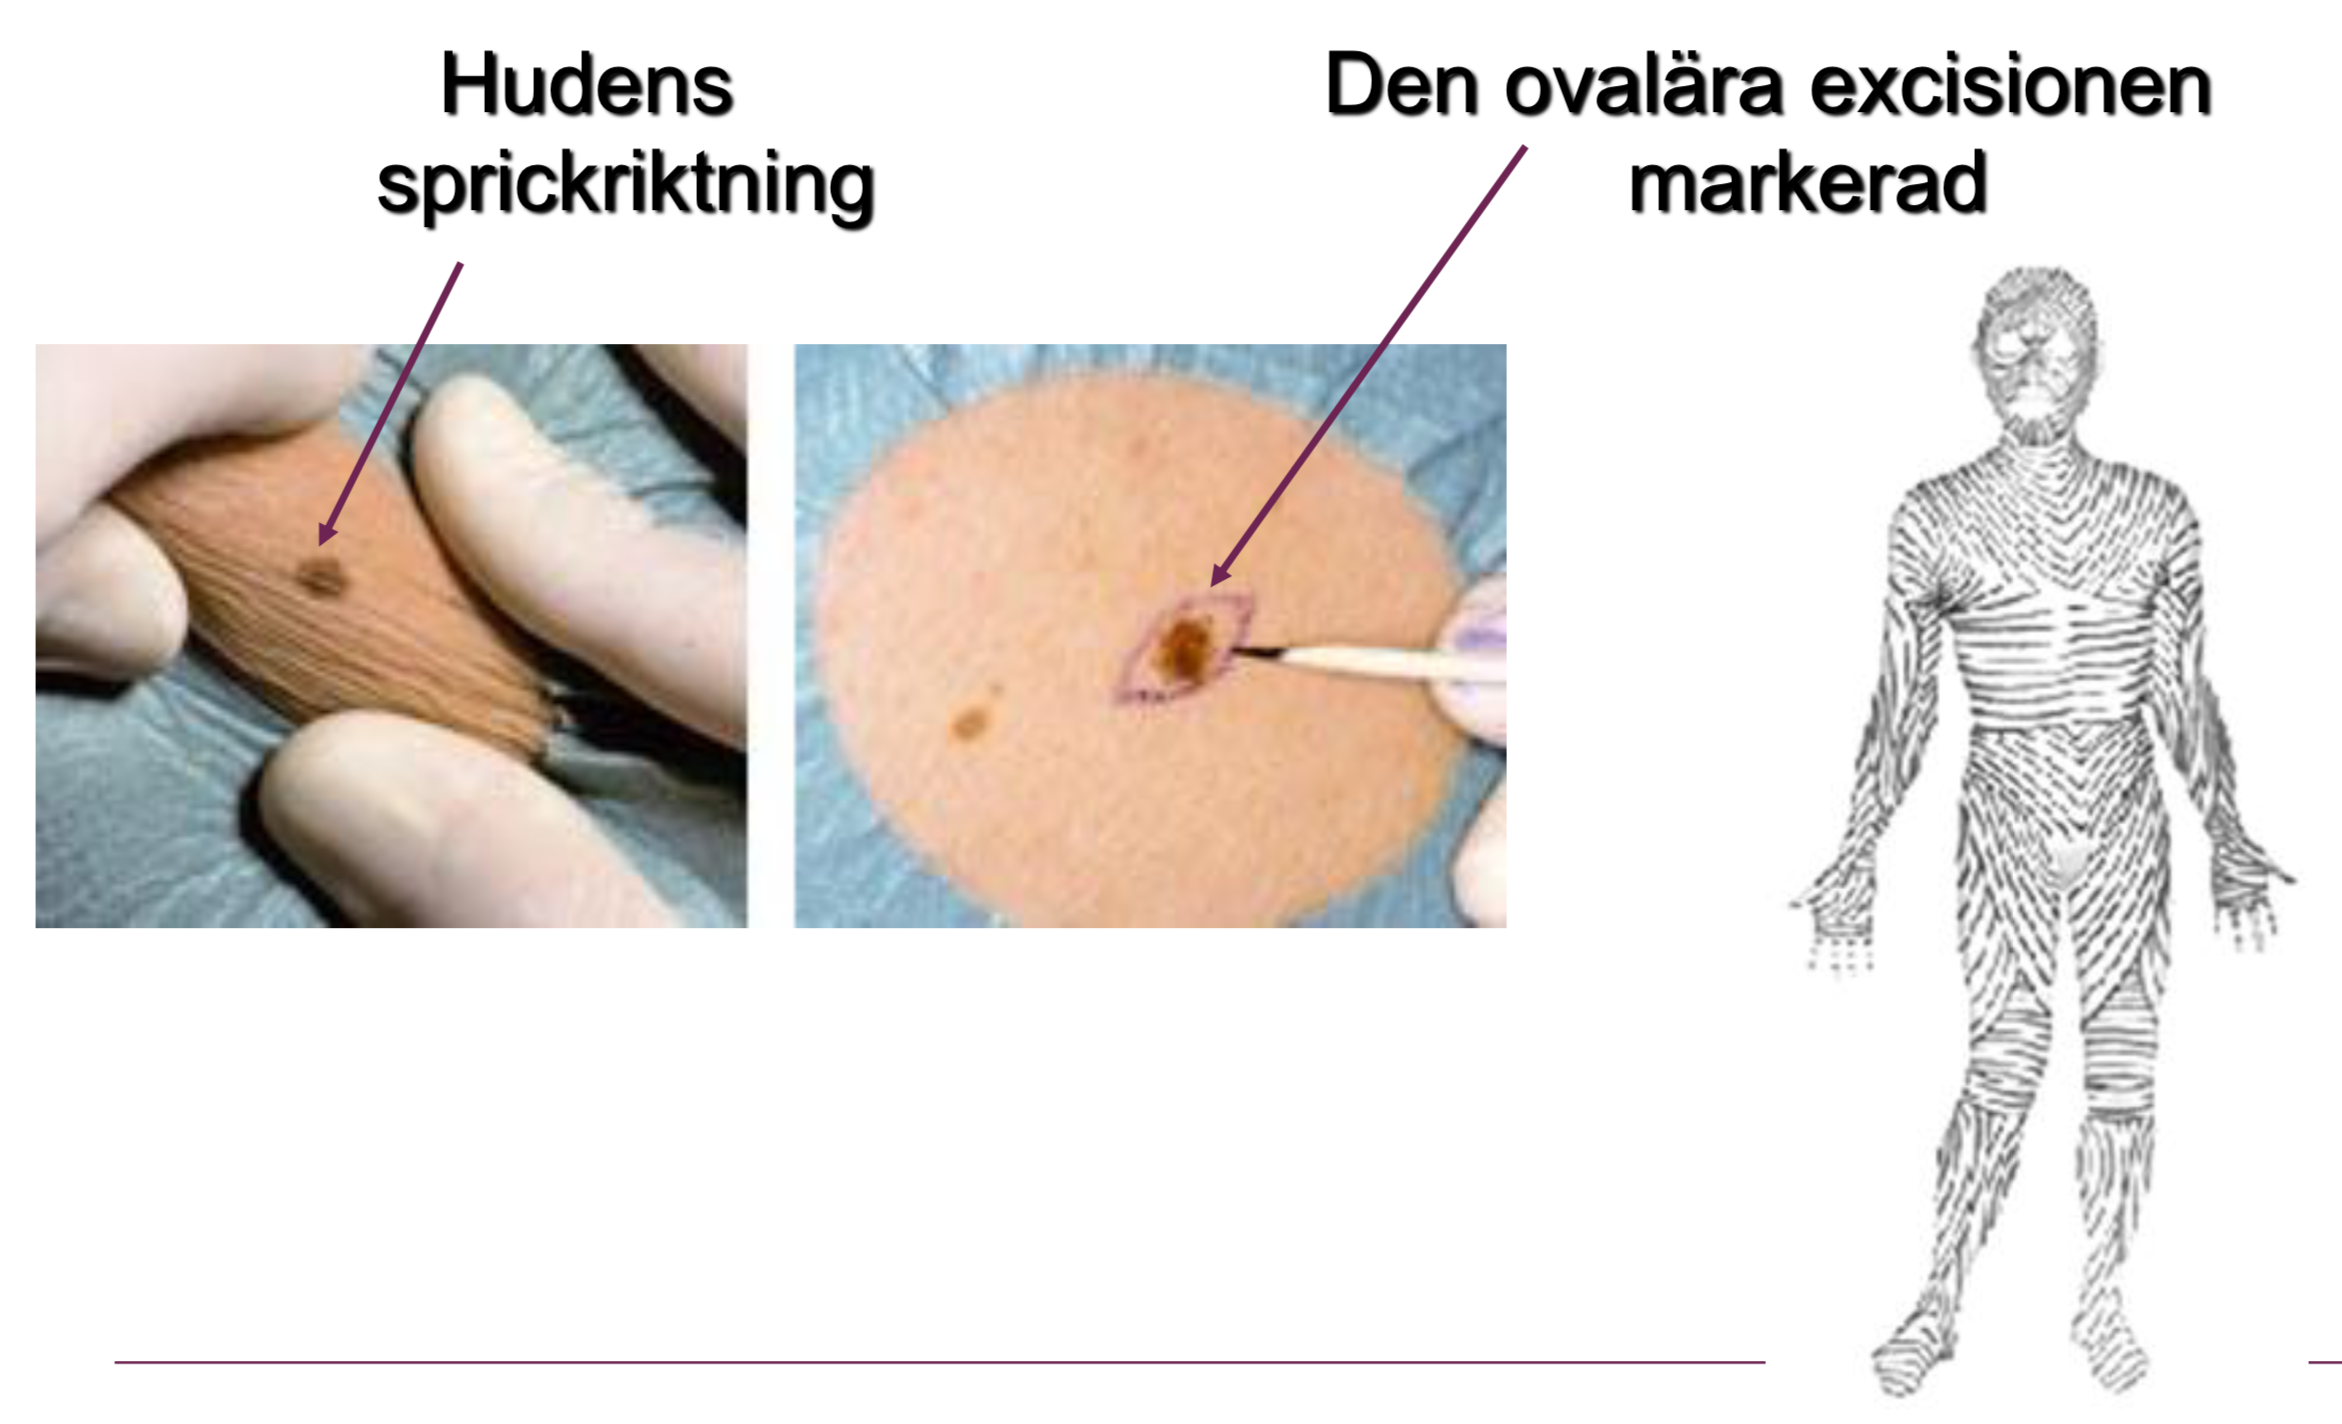 Hudens
sprickriktning
Den ovalära excisionen
markerad